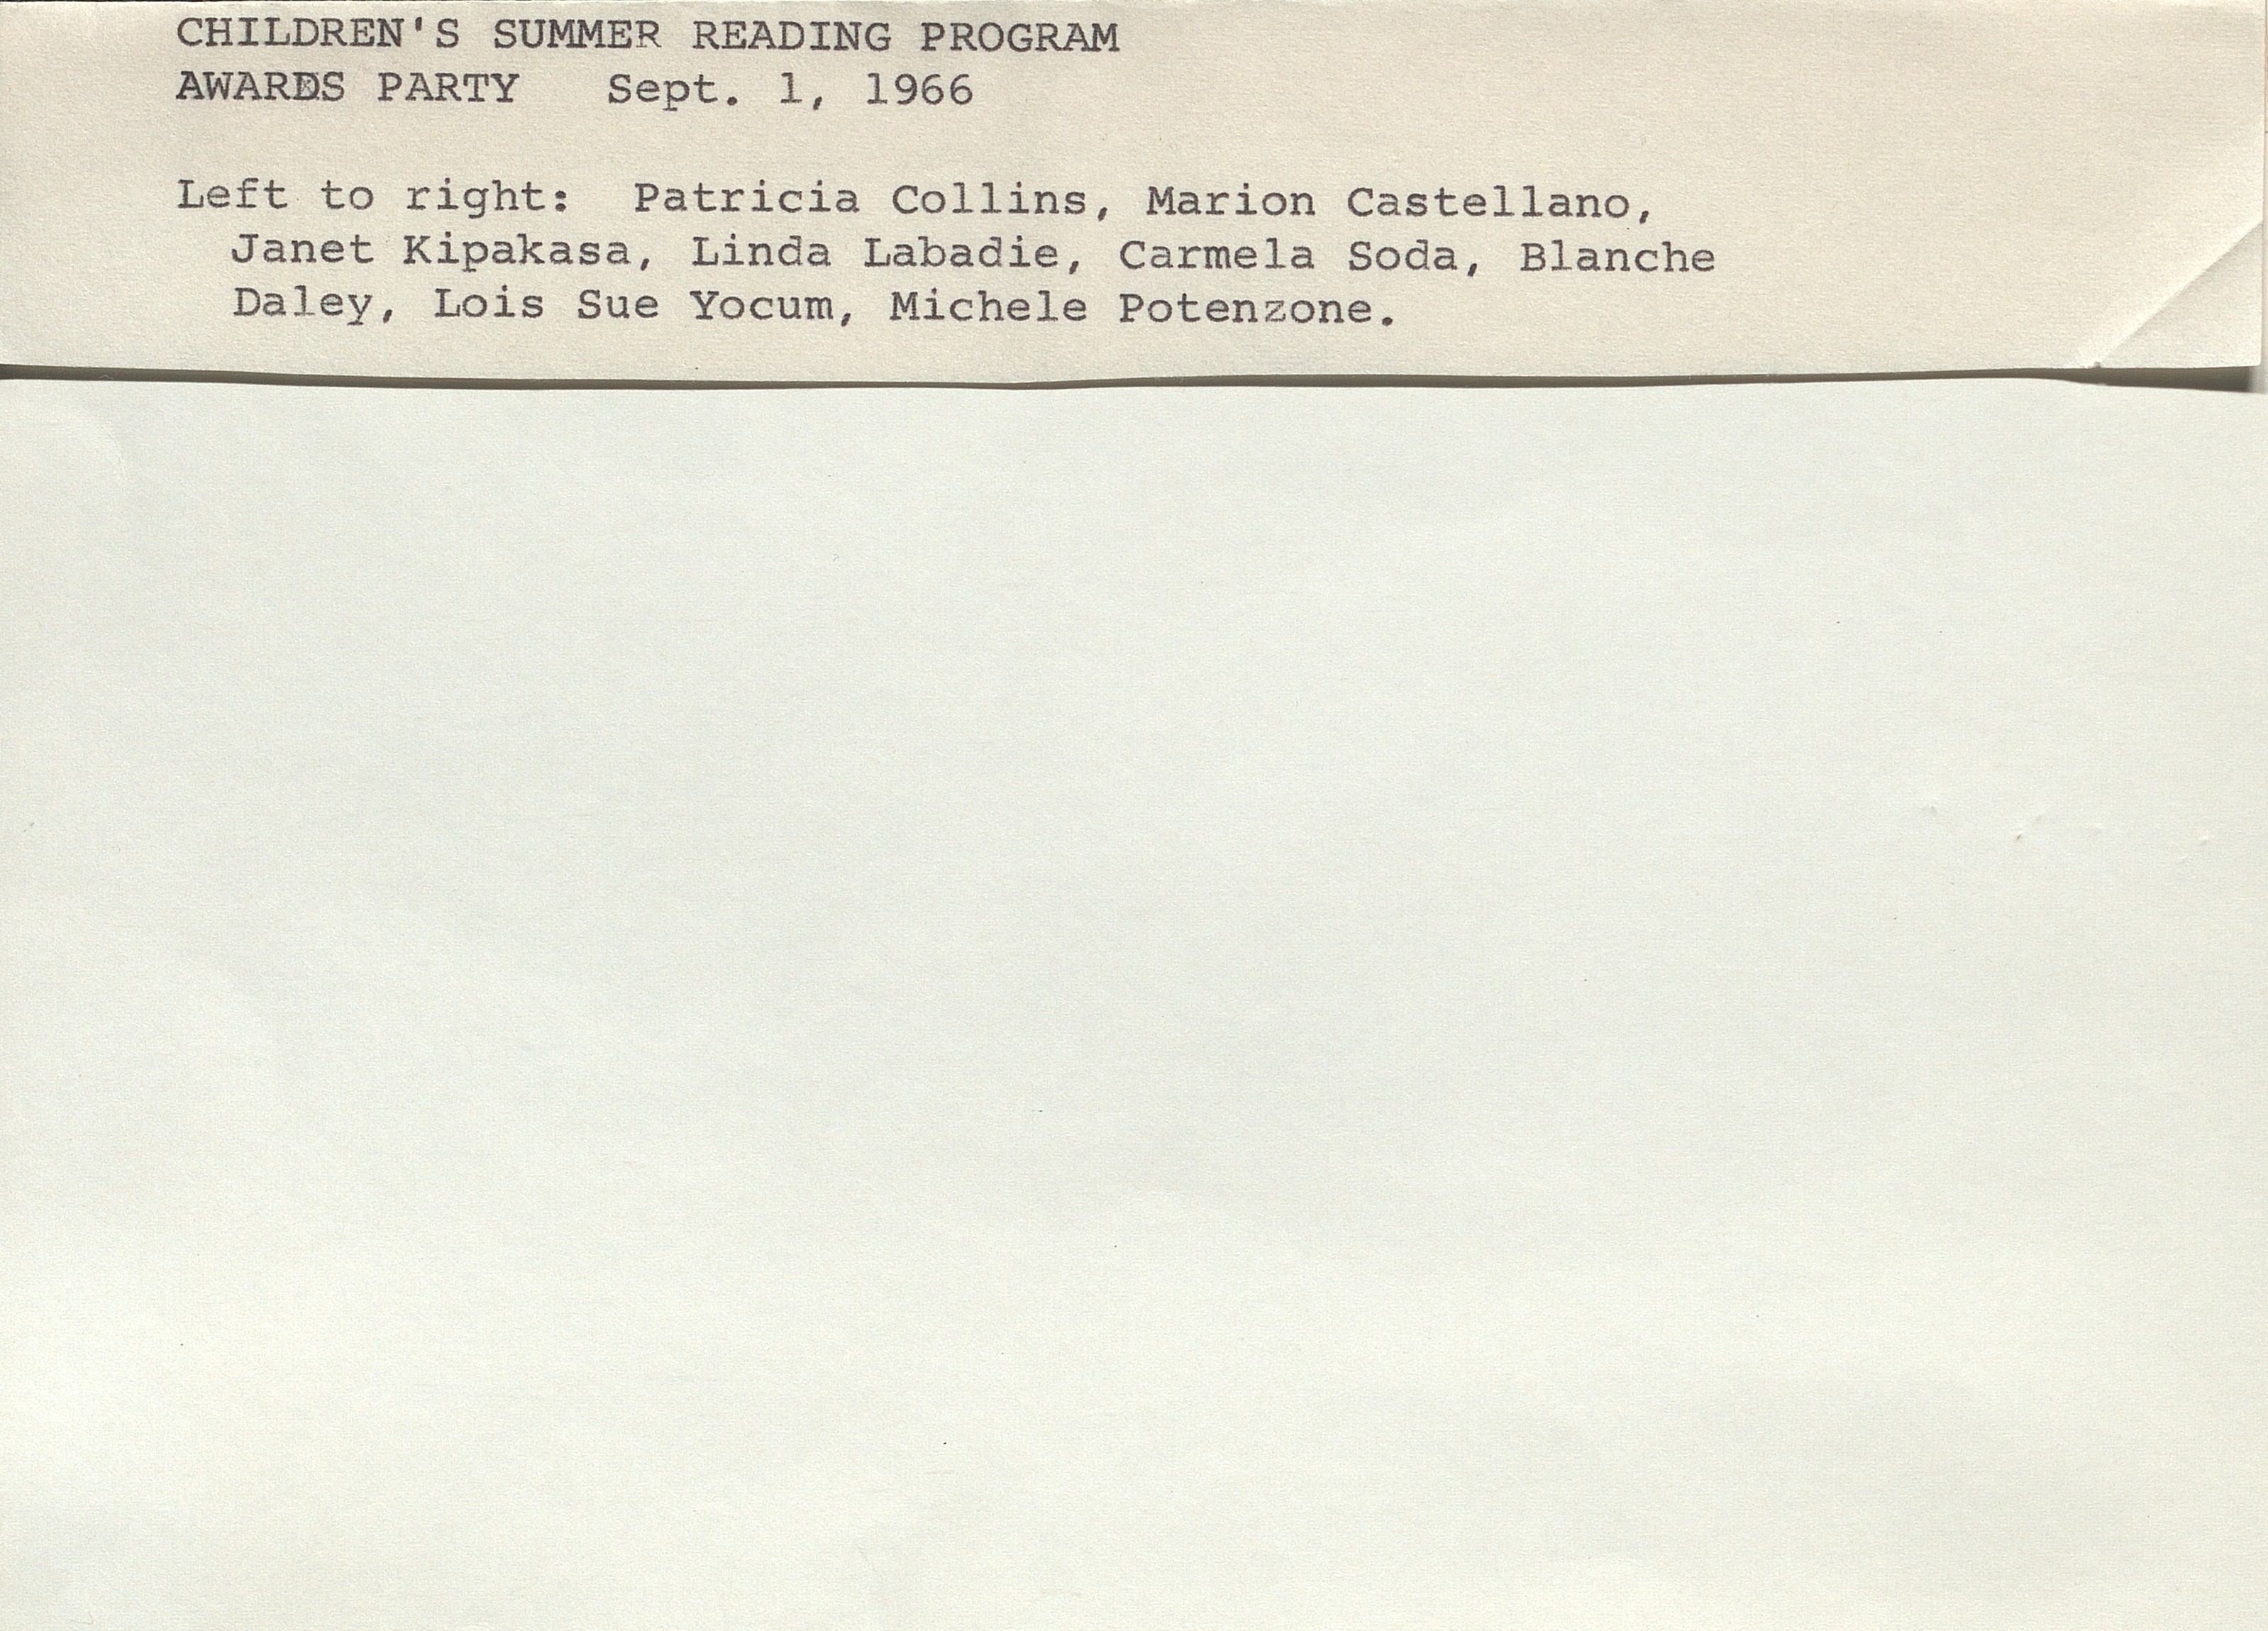 CHILDREN'S SUMMER READING PROGRAM
AWARDS PARTY   Sept. 1, 1966
Left to right:  Patricia Collins, Marion Castellano,
Janet Kipakasa, Linda Labadie, Carmela Soda, Blanche
Daley, Lois Sue Yocum, Michele Potenzone.